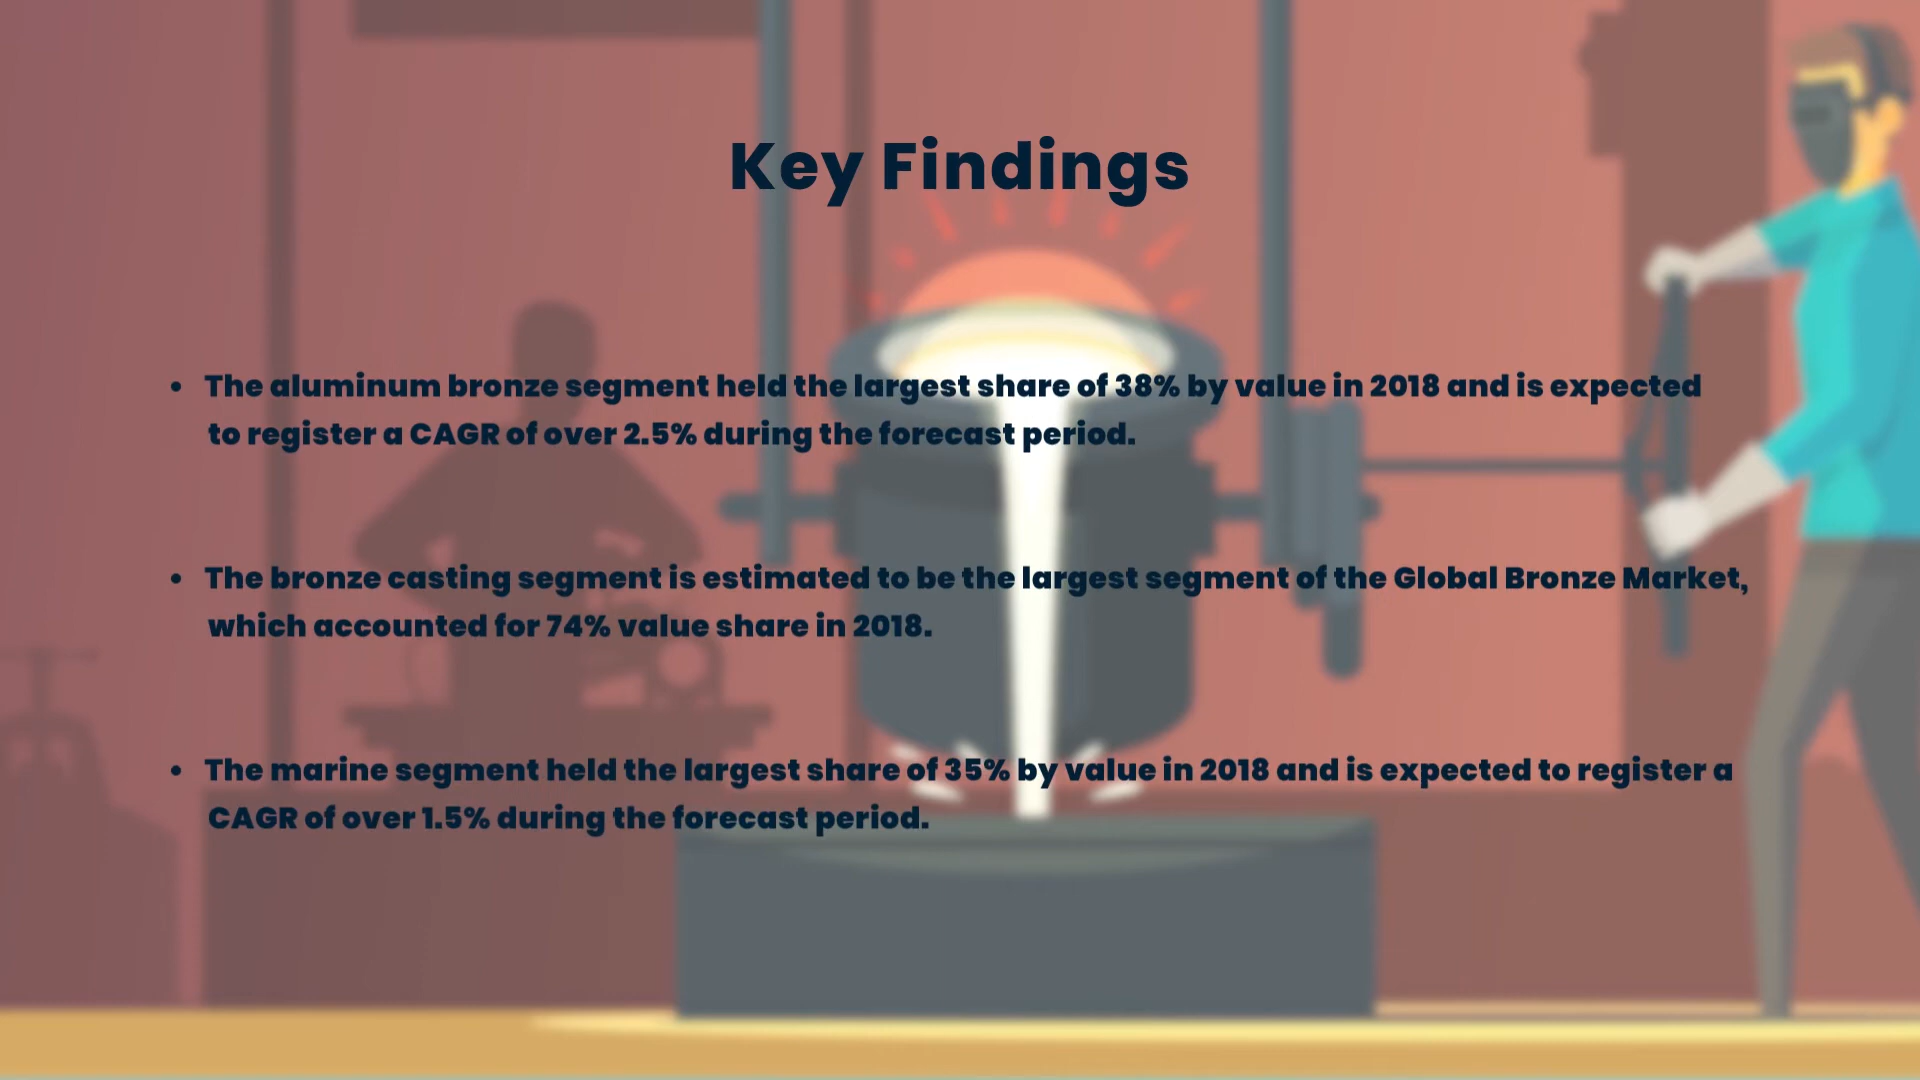 Key Findings
• The aluminum bronze segment held the largest share of 38% by value in 2018 and is expected
to register a CAGR of over 2.5% during the forecast period.
• The bronze casting segment is estimated to be the largest segment of the Global Bronze Market,
which accounted for 74% value share in 2018.
• The marine segment held the largest share of 35% by value in 2018 and is expected to register a
CAGR of over 1.5% during the forecast period.